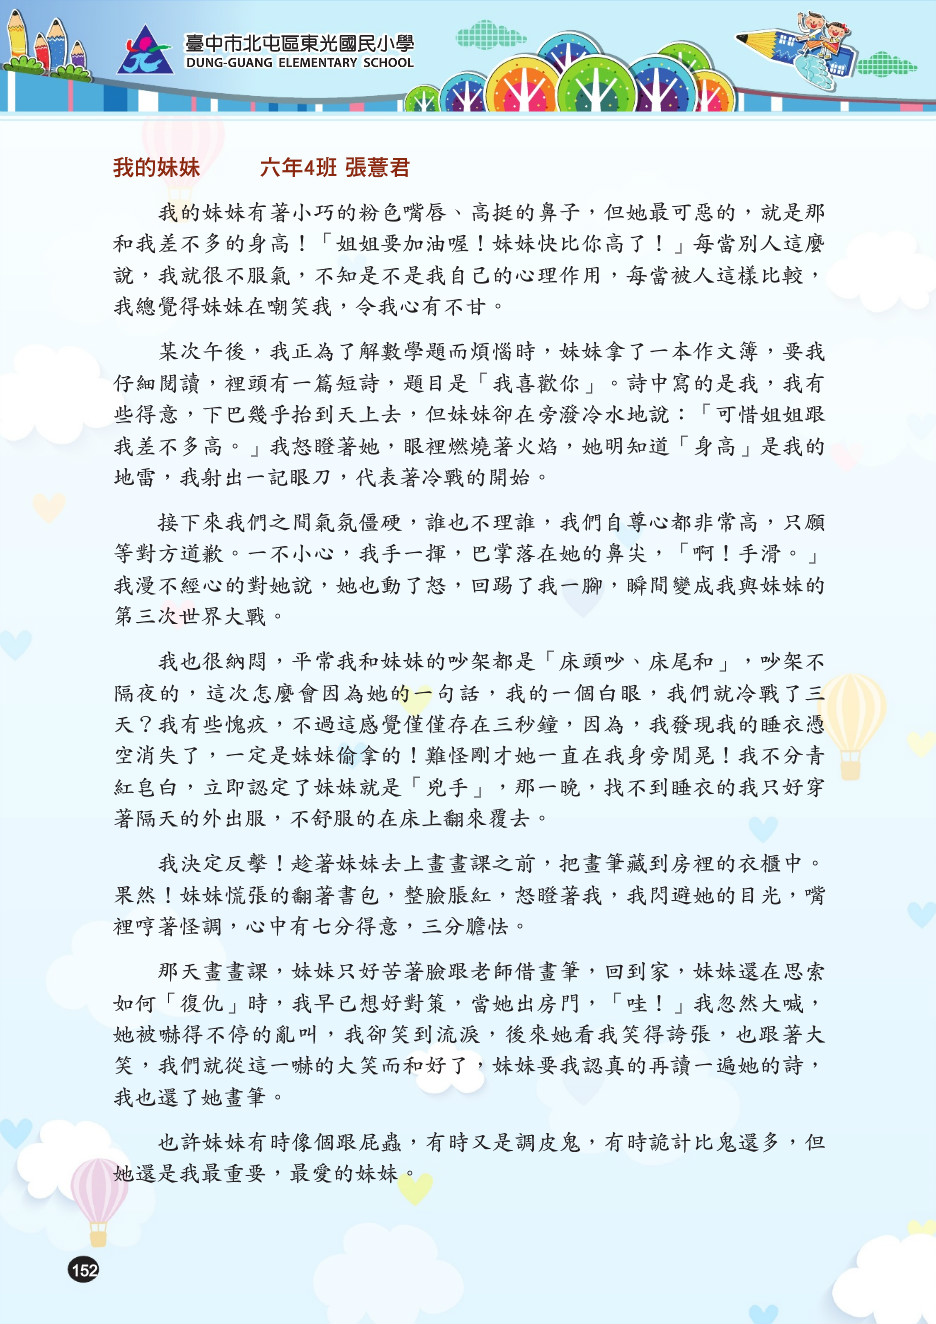 臺中市北屯區東光國民小學
DUNG-GUANG ELEMENTARY SCHOOL
我的妹妹 六年4班 張薏君
我的妹妹有著小巧的粉色嘴唇、高挺的鼻子，但她最可惡的，就是那
和我差不多的身高！「姐姐要加油喔！妹妹快比你高了！」每當別人這麼
說，我就很不服氣，不知是不是我自己的心理作用，每當被人這樣比較，
我總覺得妹妹在嘲笑我，令我心有不甘。
某次午後，我正為了解數學題而煩惱時，妹妹拿了一本作文簿，要我
仔細閱讀，裡頭有一篇短詩，題目是「我喜歡你」。詩中寫的是我，我有
些得意，下巴幾乎抬到天上去，但妹妹卻在旁潑冷水地說：「可惜姐姐跟
我差不多高。」我怒瞪著她，眼裡燃燒著火焰，她明知道「身高」是我的
地雷，我射出一記眼刀，代表著冷戰的開始。
接下來我們之間氣氛僵硬，誰也不理誰，我們自尊心都非常高，只願
等對方道歉。一不小心，我手一揮，巴掌落在她的鼻尖，「啊！手滑。」
我漫不經心的對她說，她也動了怒，回踢了我一腳，瞬間變成我與妹妹的
第三次世界大戰。
我也很納悶，平常我和妹妹的吵架都是「床頭吵、床尾和」，吵架不
隔夜的，這次怎麼會因為她的一句話，我的一個白眼，我們就冷戰了三
天？我有些愧疚，不過這感覺僅僅存在三秒鐘，因為，我發現我的睡衣憑
空消失了，一定是妹妹偷拿的！難怪剛才她一直在我身旁閒晃！我不分青
紅皂白，立即認定了妹妹就是「兇手」，那一晚，找不到睡衣的我只好穿
著隔天的外出服，不舒服的在床上翻來覆去。
我決定反擊！趁著妹妹去上畫畫課之前，把畫筆藏到房裡的衣櫃中。
果然！妹妹慌張的翻著書包，整臉脹紅，怒瞪著我，我閃避她的目光，嘴
裡哼著怪調，心中有七分得意，三分膽怯。
那天畫畫課，妹妹只好苦著臉跟老師借畫筆，回到家，妹妹還在思索
如何「復仇」時，我早已想好對策，當她出房門，「哇！」我忽然大喊，
她被嚇得不停的亂叫，我卻笑到流淚，後來她看我笑得誇張，也跟著大
笑，我們就從這一嚇的大笑而和好了，妹妹要我認真的再讀一遍她的詩，
我也還了她畫筆。
也許妹妹有時像個跟屁蟲，有時又是調皮鬼，有時詭計比鬼還多，但
她還是我最重要，最愛的妹妹。
152